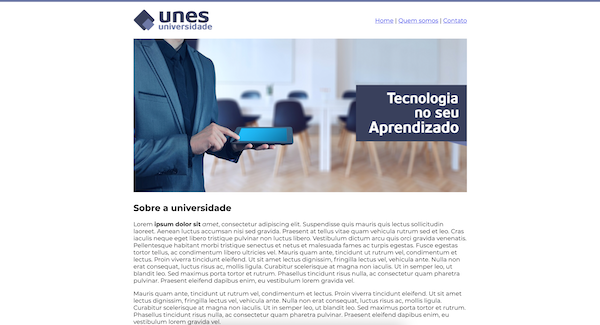 unes
universidade
Home | Quem somos | Contato
Tecnologia
no seu
Aprendizado
Sobre a universidade
Lorem ipsum dolor sit amet, consectetur adipiscing elit. Suspendisse quis mauris quis lectus sollicitudin
laoreet. Aenean luctus accumsan nisi sed gravida. Praesent at tellus vitae quam vehicula rutrum sed et leo. Cras
iaculis neque eget libero tristique pulvinar non luctus libero. Vestibulum dictum arcu quis orci gravida venenatis.
Pellentesque habitant morbi tristique senectus et netus et malesuada fames ac turpis egestas. Fusce egestas
tortor tellus, ac condimentum libero ultricies vel. Mauris quam ante, tincidunt ut rutrum vel, condimentum et
lectus. Proin viverra tincidunt eleifend. Ut sit amet lectus dignissim, fringilla lectus vel, vehicula ante. Nulla non
erat consequat, luctus risus ac, mollis ligula. Curabitur scelerisque at magna non iaculis. Ut in semper leo, ut
blandit leo. Sed maximus porta tortor et rutrum. Phasellus tincidunt risus nulla, ac consectetur quam pharetra
pulvinar. Praesent eleifend dapibus enim, eu vestibulum lorem gravida vel.
Mauris quam ante, tincidunt ut rutrum vel, condimentum et lectus. Proin viverra tincidunt eleifend. Ut sit amet
lectus dignissim, fringilla lectus vel, vehicula ante. Nulla non erat consequat, luctus risus ac, mollis ligula.
Curabitur scelerisque at magna non iaculis. Ut in semper leo, ut blandit leo. Sed maximus porta tortor et rutrum.
Phasellus tincidunt risus nulla, ac consectetur quam pharetra pulvinar. Praesent eleifend dapibus enim, eu
vestibulum lorem gravida vel.